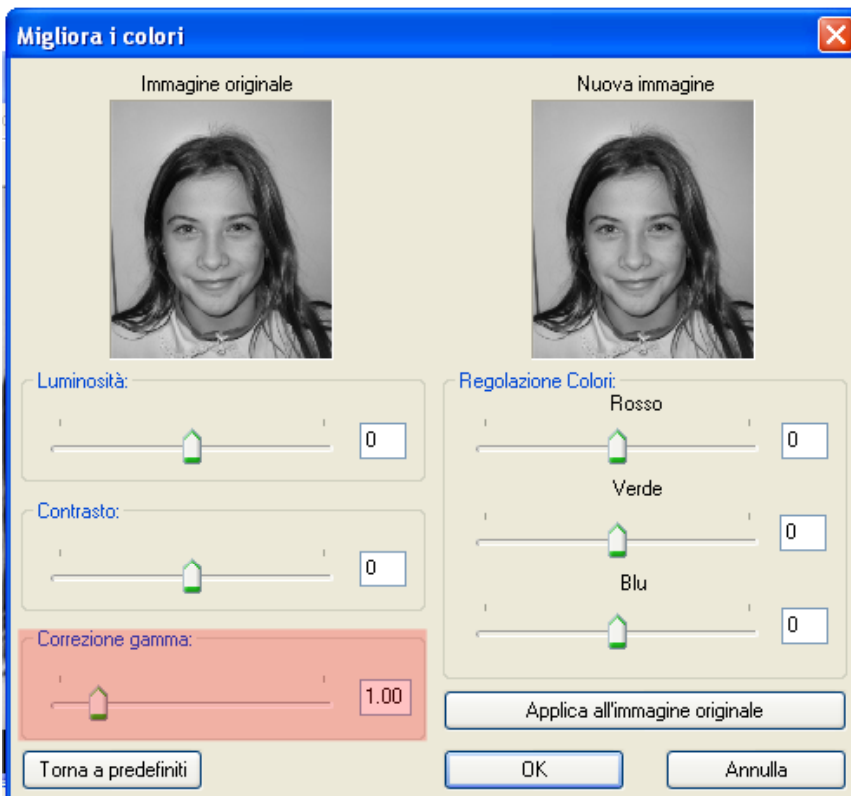 Migliora i colori
Immagine originale
Nuova immagine
Luminosità:
0
Contrasto:
0
Correzione gamma:
1.00
Regolazione Colori:
Rosso
0
Verde
0
Blu
0
Applica all'immagine originale
Torna a predefiniti
OK
Annulla